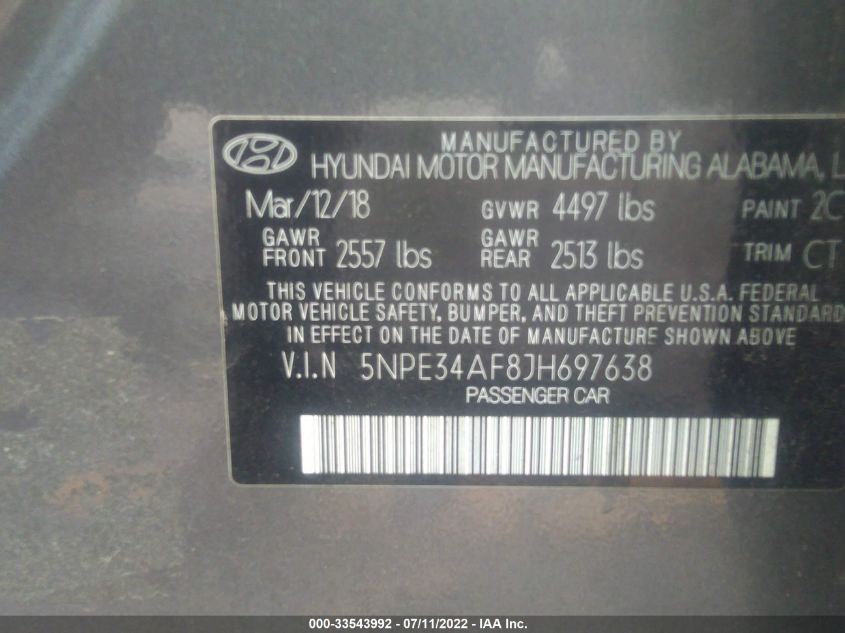 MANUFACTURED BY
HYUNDAI MOTOR MANUFACTURING ALABAMA,
Mar/12/18 GVWR 4497 lbs PAINT 2C
GAWR FRONT 2557 lbs GAWR REAR 2513 lbs TRIM CT
THIS VEHICLE CONFORMS TO ALL APPLICABLE U.S.A. FEDERAL
MOTOR VEHICLE SAFETY, BUMPER, AND THEFT PREVENTION STANDARD
IN EFFECT ON THE DATE OF MANUFACTURE SHOWN ABOVE
V.I.N 5NPE34AF8JH697638
PASSENGER CAR
000-33543992 - 07/11/2022 - IAA Inc.